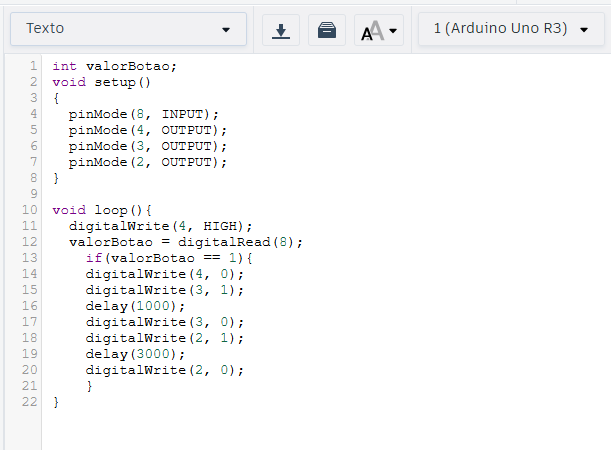 Texto
1 (Arduino Uno R3)
1 int valorBotao;
2 void setup()
3 {
4   pinMode(8, INPUT);
5   pinMode(4, OUTPUT);
6   pinMode(3, OUTPUT);
7   pinMode(2, OUTPUT);
8 }
9
10 void loop(){
11   digitalWrite(4, HIGH);
12   valorBotao = digitalRead(8);
13     if(valorBotao == 1){
14     digitalWrite(4, 0);
15     digitalWrite(3, 1);
16     delay(1000);
17     digitalWrite(3, 0);
18     digitalWrite(2, 1);
19     delay(3000);
20     digitalWrite(2, 0);
21     }
22 }